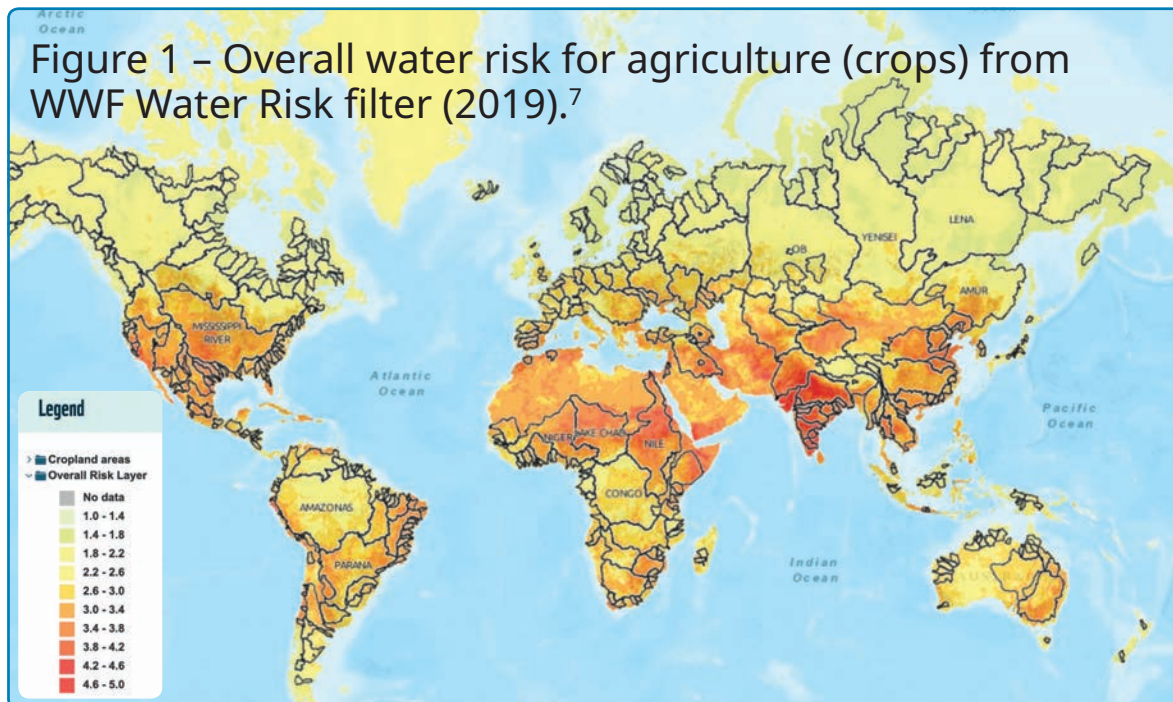 Arctic
Ocean
Figure 1 – Overall water risk for agriculture (crops) from
WWF Water Risk filter (2019).⁷
LENA
YENISEI
OB
AMUR
MISSISSIPPI
RIVER
Atlantic
Ocean
Pacific
Ocean
NIGER
LAKE CHAD
NILE
CONGO
AMAZONAS
PARANA
Indian
Ocean
Legend
Cropland areas
Overall Risk Layer
No data
1.0 - 1.4
1.4 - 1.8
1.8 - 2.2
2.2 - 2.6
2.6 - 3.0
3.0 - 3.4
3.4 - 3.8
3.8 - 4.2
4.2 - 4.6
4.6 - 5.0